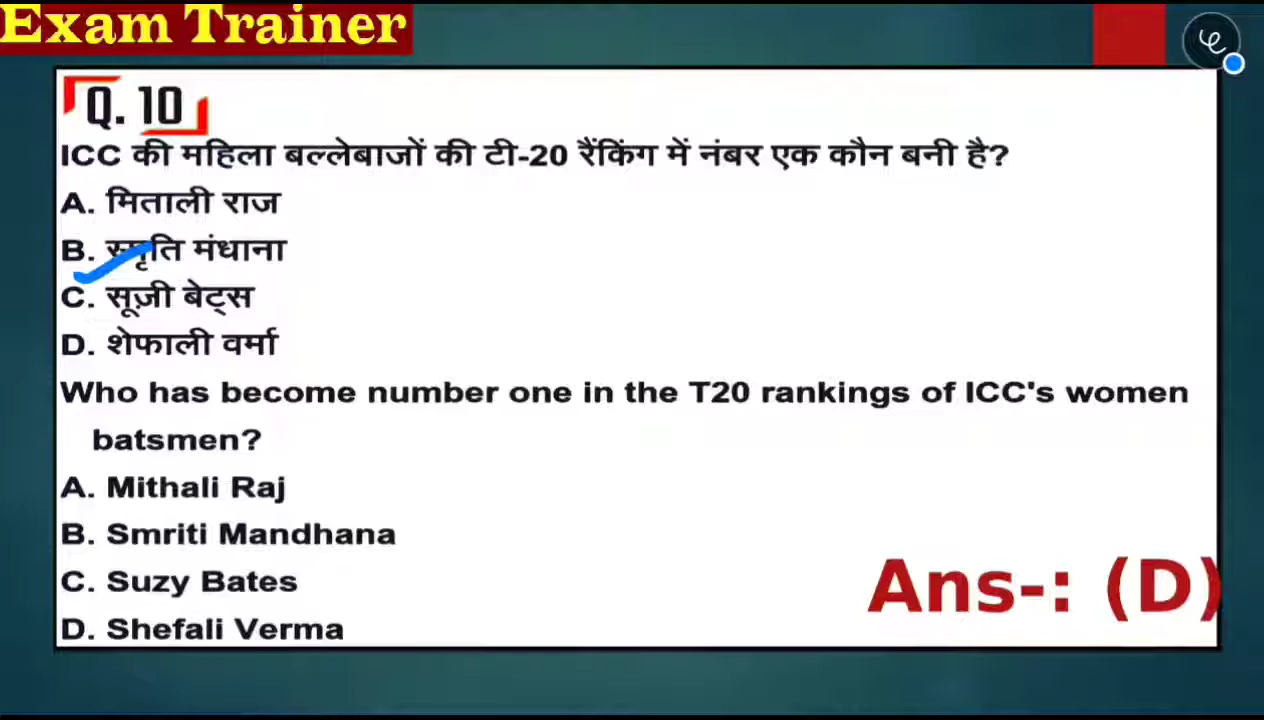 Exam Trainer
Q. 10
ICC की महिला बल्लेबाजों की टी-20 रैंकिंग में नंबर एक कौन बनी है?
A. मिताली राज
B. स्मृति मंधाना
C. सूज़ी बेट्स
D. शेफाली वर्मा
Who has become number one in the T20 rankings of ICC's women
batsmen?
A. Mithali Raj
B. Smriti Mandhana
C. Suzy Bates
D. Shefali Verma
Ans-: (D)